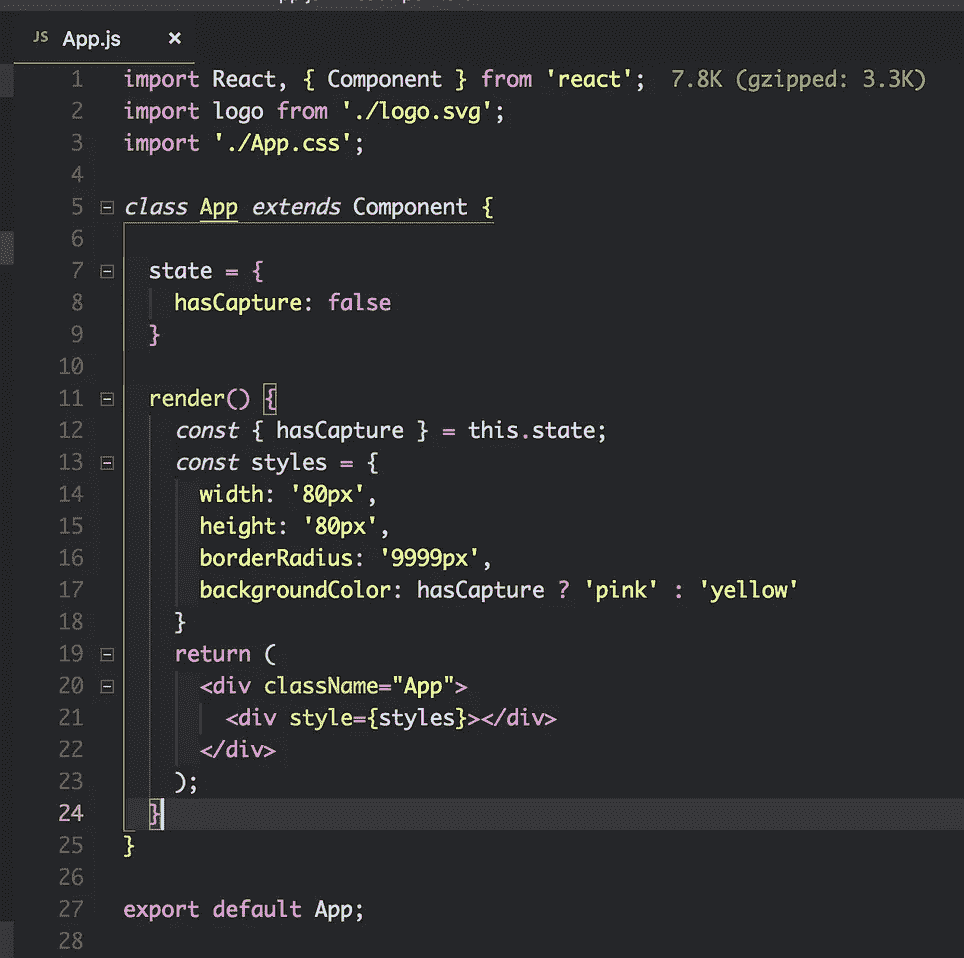 JS App.js ×
1 import React, { Component } from 'react'; 7.8K (gzipped: 3.3K)
2 import logo from './logo.svg';
3 import './App.css';
4
5 class App extends Component {
6
7   state = {
8     hasCapture: false
9   }
10
11   render() {
12     const { hasCapture } = this.state;
13     const styles = {
14       width: '80px',
15       height: '80px',
16       borderRadius: '9999px',
17       backgroundColor: hasCapture ? 'pink' : 'yellow'
18     }
19     return (
20       <div className="App">
21         <div style={styles}></div>
22       </div>
23     );
24   }
25 }
26
27 export default App;
28